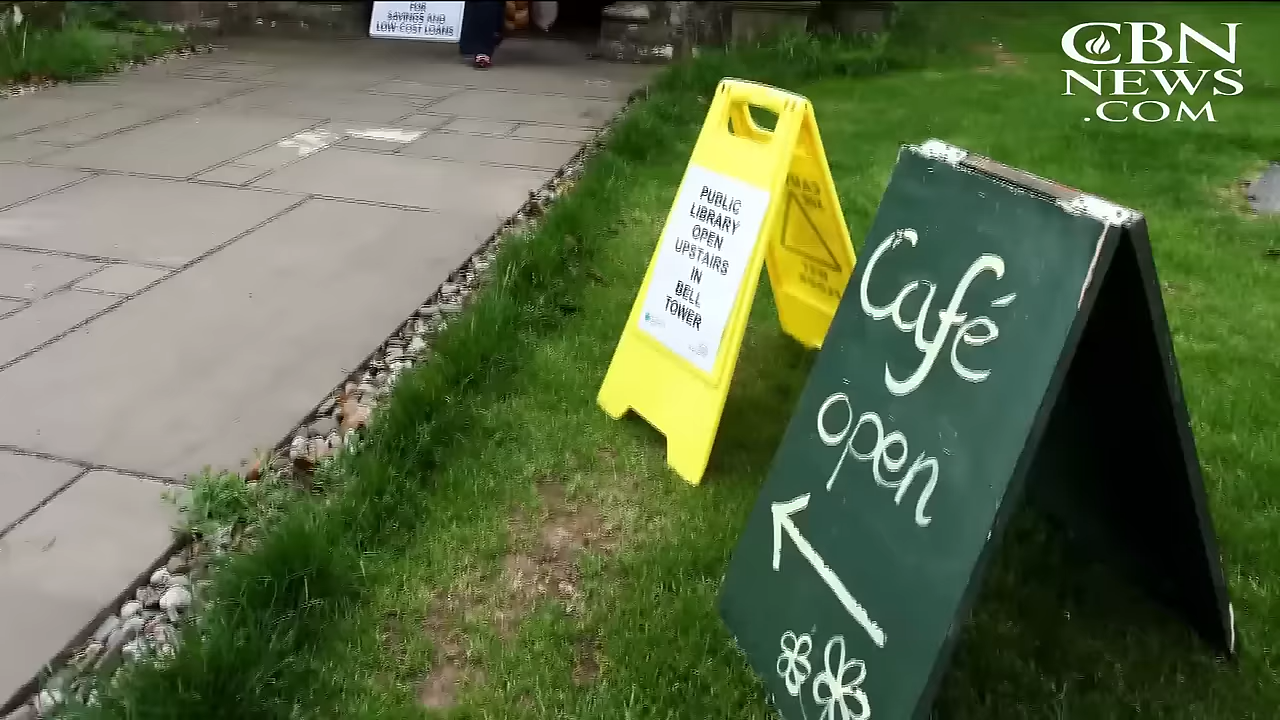 FOR
SAVINGS AND
LOW-COST LOANS
CBN
NEWS
.COM
PUBLIC
LIBRARY
OPEN
UPSTAIRS
IN
BELL
TOWER
Café
open